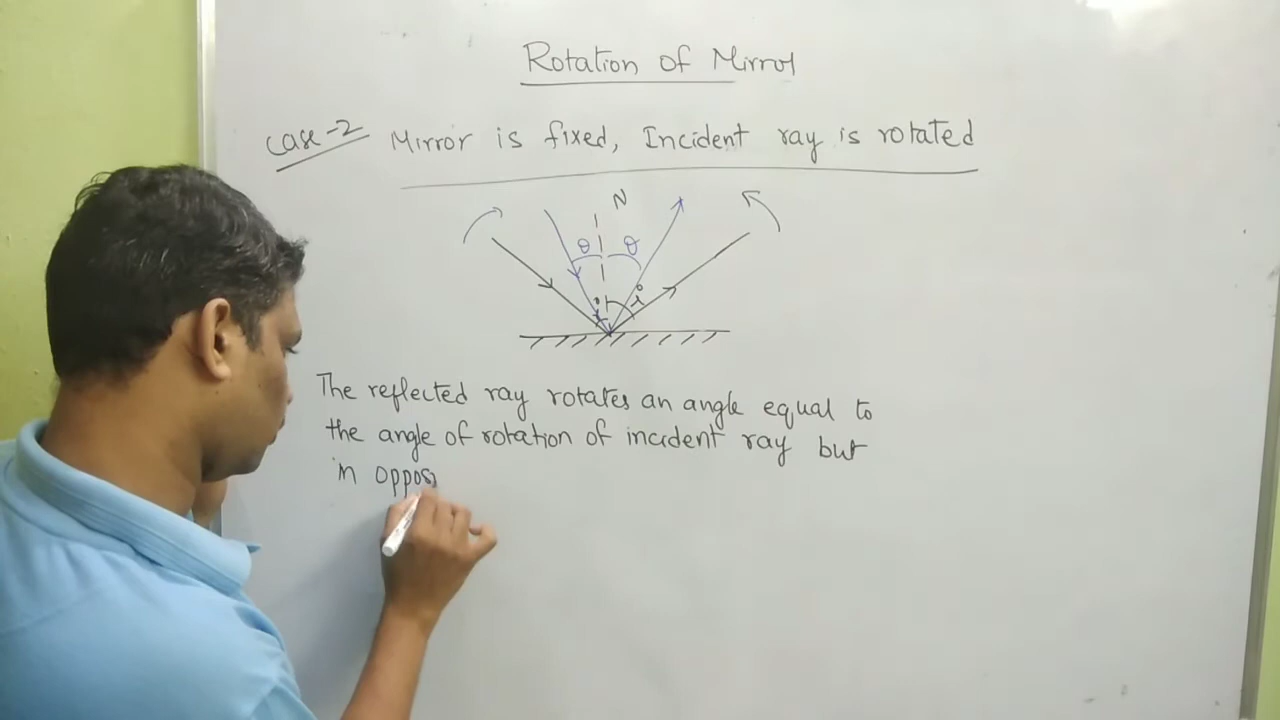 Rotation of Mirror
Case-2 Mirror is fixed, Incident ray is rotated
N
θ θ
i r
The reflected ray rotates an angle equal to
the angle of rotation of incident ray but
in oppos